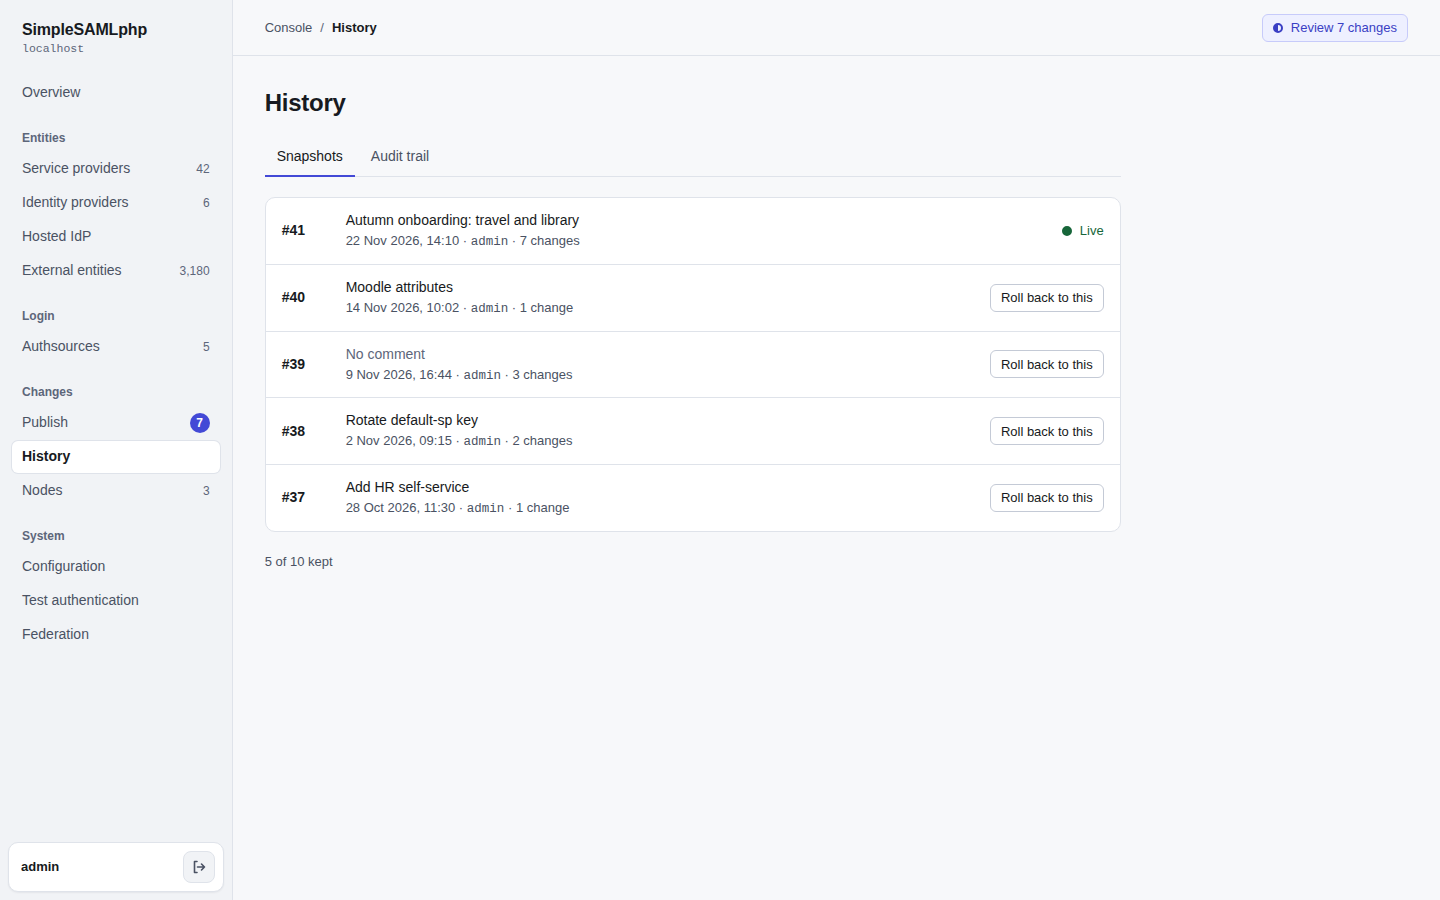 SimpleSAMLphp
localhost
Overview
Entities
Service providers 42
Identity providers 6
Hosted IdP
External entities 3,180
Login
Authsources 5
Changes
Publish 7
History
Nodes 3
System
Configuration
Test authentication
Federation
admin
Console / History
Review 7 changes
History
Snapshots Audit trail
#41 Autumn onboarding: travel and library
22 Nov 2026, 14:10 · admin · 7 changes
Live
#40 Moodle attributes
14 Nov 2026, 10:02 · admin · 1 change
Roll back to this
#39 No comment
9 Nov 2026, 16:44 · admin · 3 changes
Roll back to this
#38 Rotate default-sp key
2 Nov 2026, 09:15 · admin · 2 changes
Roll back to this
#37 Add HR self-service
28 Oct 2026, 11:30 · admin · 1 change
Roll back to this
5 of 10 kept